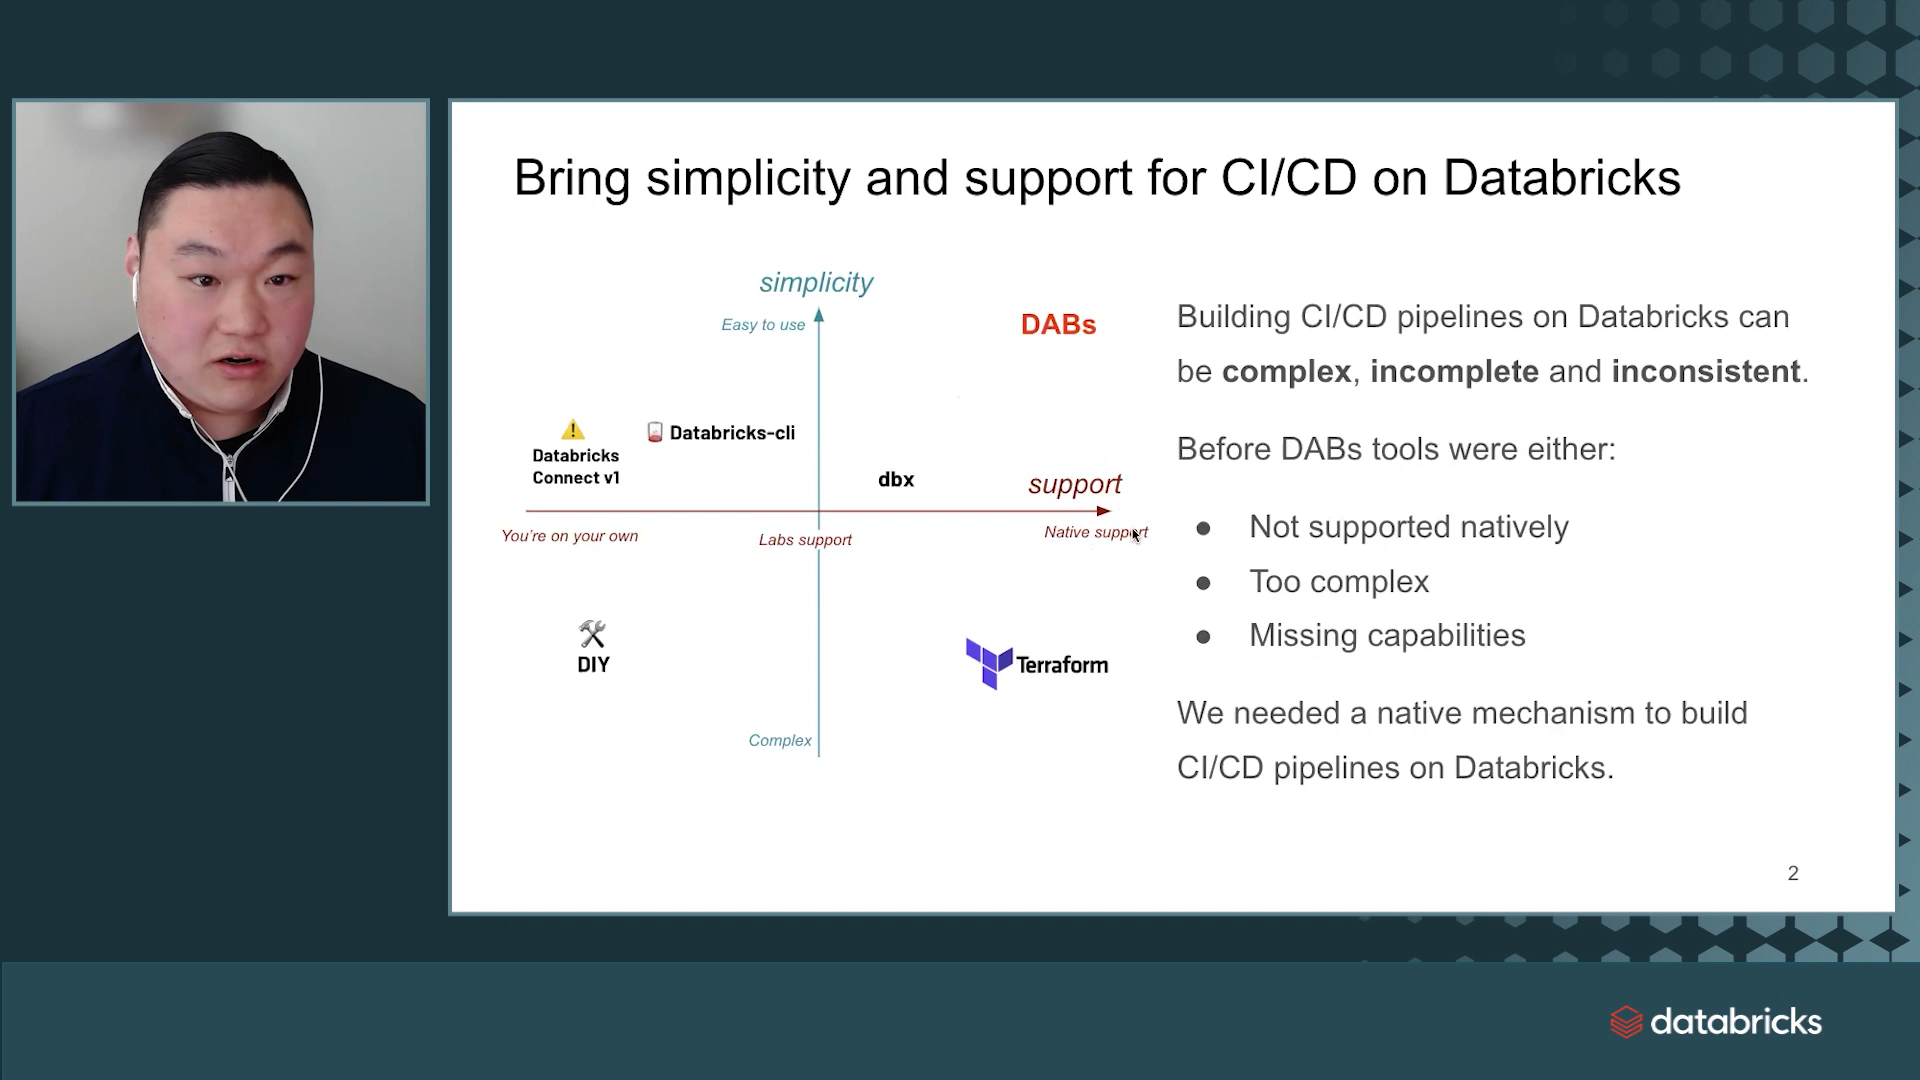 Bring simplicity and support for CI/CD on Databricks
simplicity
Easy to use
DABs
Databricks-cli
Databricks
Connect v1
dbx
support
You're on your own
Labs support
Native support
DIY
Terraform
Complex
Building CI/CD pipelines on Databricks can
be complex, incomplete and inconsistent.
Before DABs tools were either:
● Not supported natively
● Too complex
● Missing capabilities
We needed a native mechanism to build
CI/CD pipelines on Databricks.
2
databricks